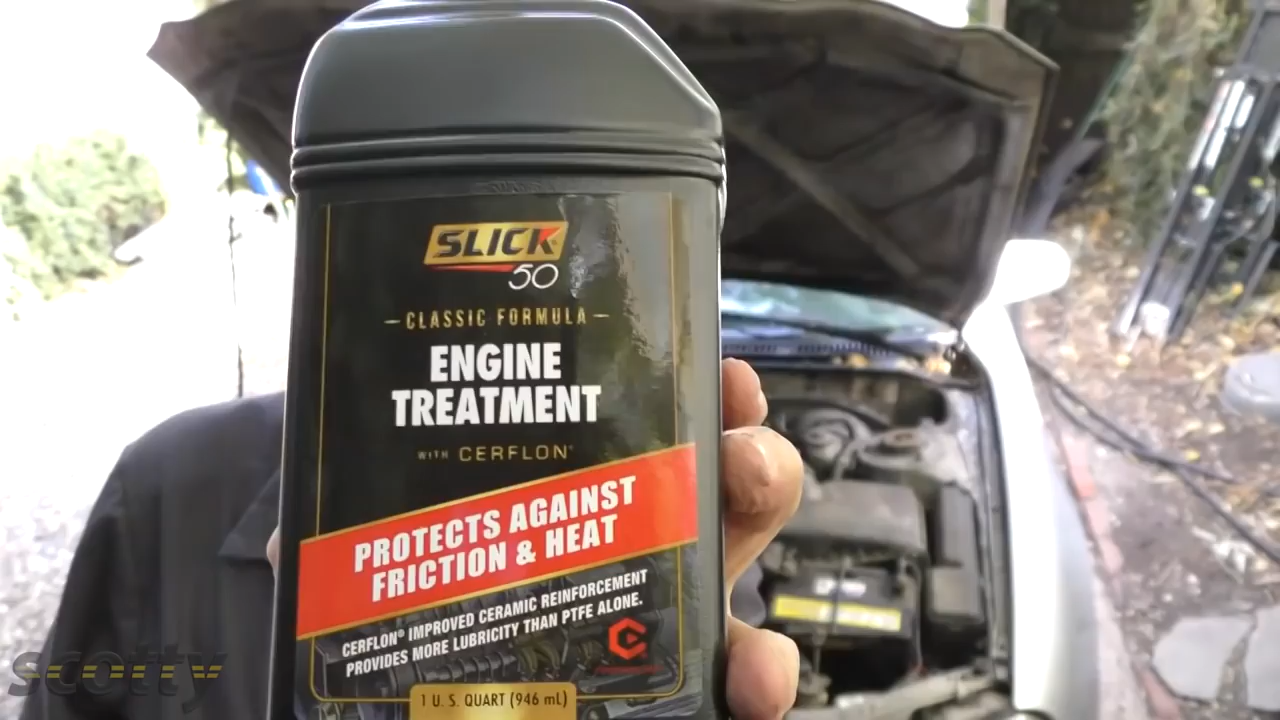 SLICK
50
CLASSIC FORMULA
ENGINE
TREATMENT
WITH CERFLON®
PROTECTS AGAINST
FRICTION & HEAT
CERFLON® IMPROVED CERAMIC REINFORCEMENT
PROVIDES MORE LUBRICITY THAN PTFE ALONE.
1 U. S. QUART (946 mL)
scotty